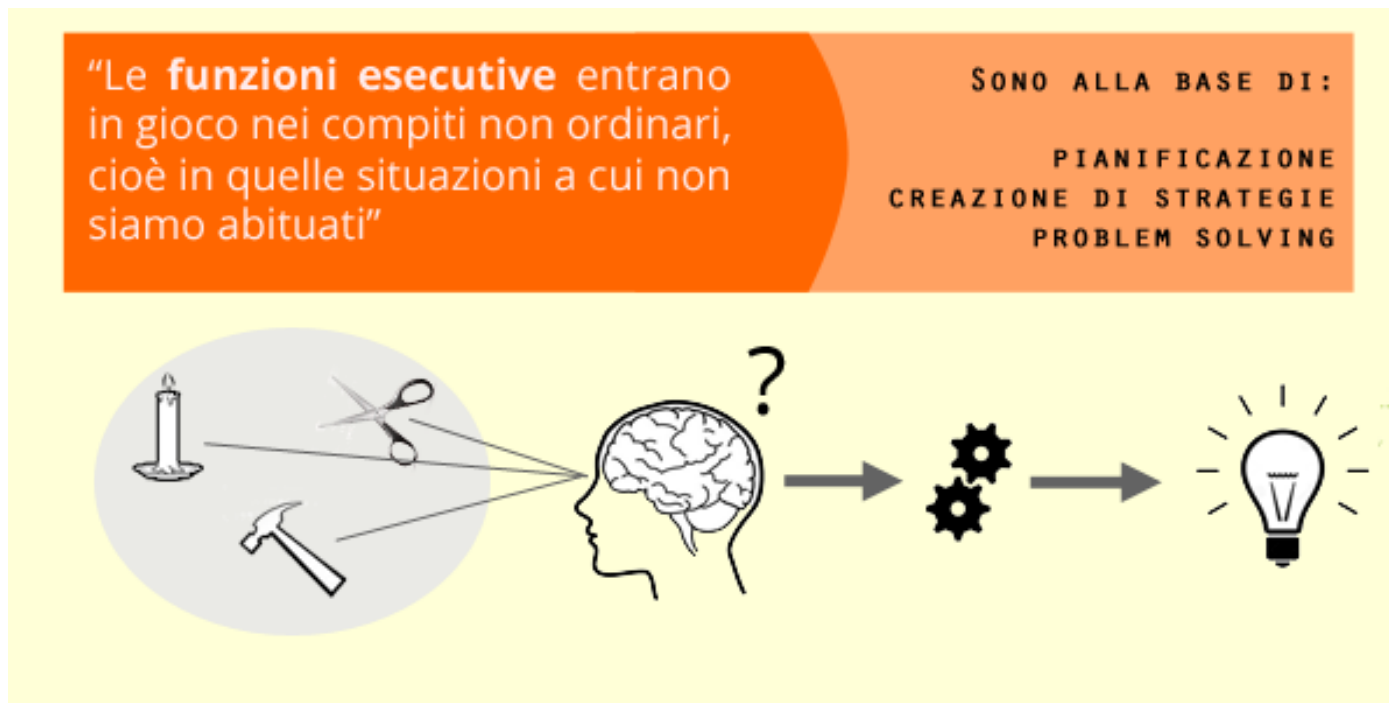 “Le funzioni esecutive entrano
in gioco nei compiti non ordinari,
cioè in quelle situazioni a cui non
siamo abituati”
SONO ALLA BASE DI:
PIANIFICAZIONE
CREAZIONE DI STRATEGIE
PROBLEM SOLVING
?